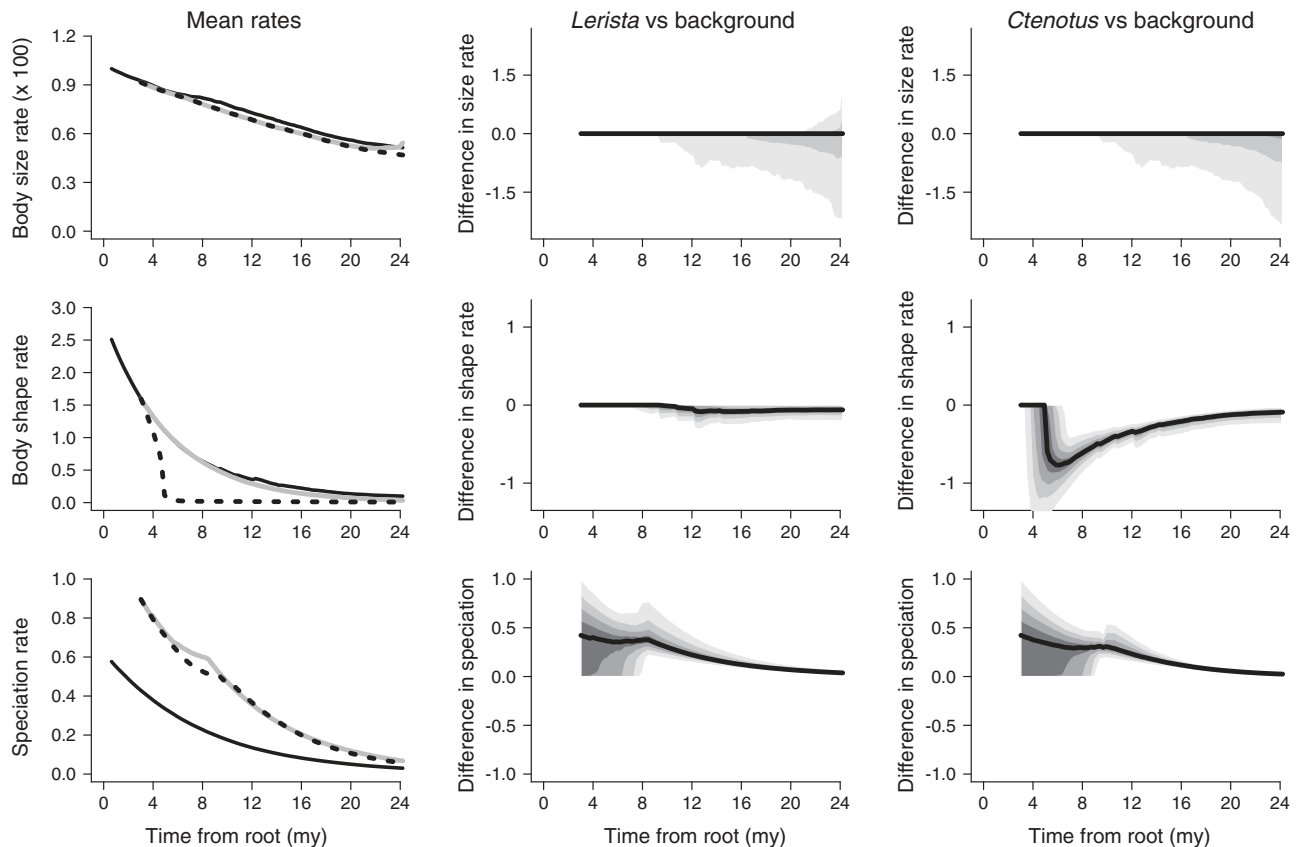 Mean rates
Lerista vs background
Ctenotus vs background
Body size rate (x 100)
1.2
0.9
0.6
0.3
0.0
0 4 8 12 16 20 24
Difference in size rate
1.5
0.0
-1.5
0 4 8 12 16 20 24
Difference in size rate
1.5
0.0
-1.5
0 4 8 12 16 20 24
Body shape rate
3.0
2.5
2.0
1.5
1.0
0.5
0.0
0 4 8 12 16 20 24
Difference in shape rate
1
0
-1
0 4 8 12 16 20 24
Difference in shape rate
1
0
-1
0 4 8 12 16 20 24
Speciation rate
1.0
0.8
0.6
0.4
0.2
0.0
0 4 8 12 16 20 24
Time from root (my)
Difference in speciation
1.0
0.5
0.0
-0.5
-1.0
0 4 8 12 16 20 24
Time from root (my)
Difference in speciation
1.0
0.5
0.0
-0.5
-1.0
0 4 8 12 16 20 24
Time from root (my)